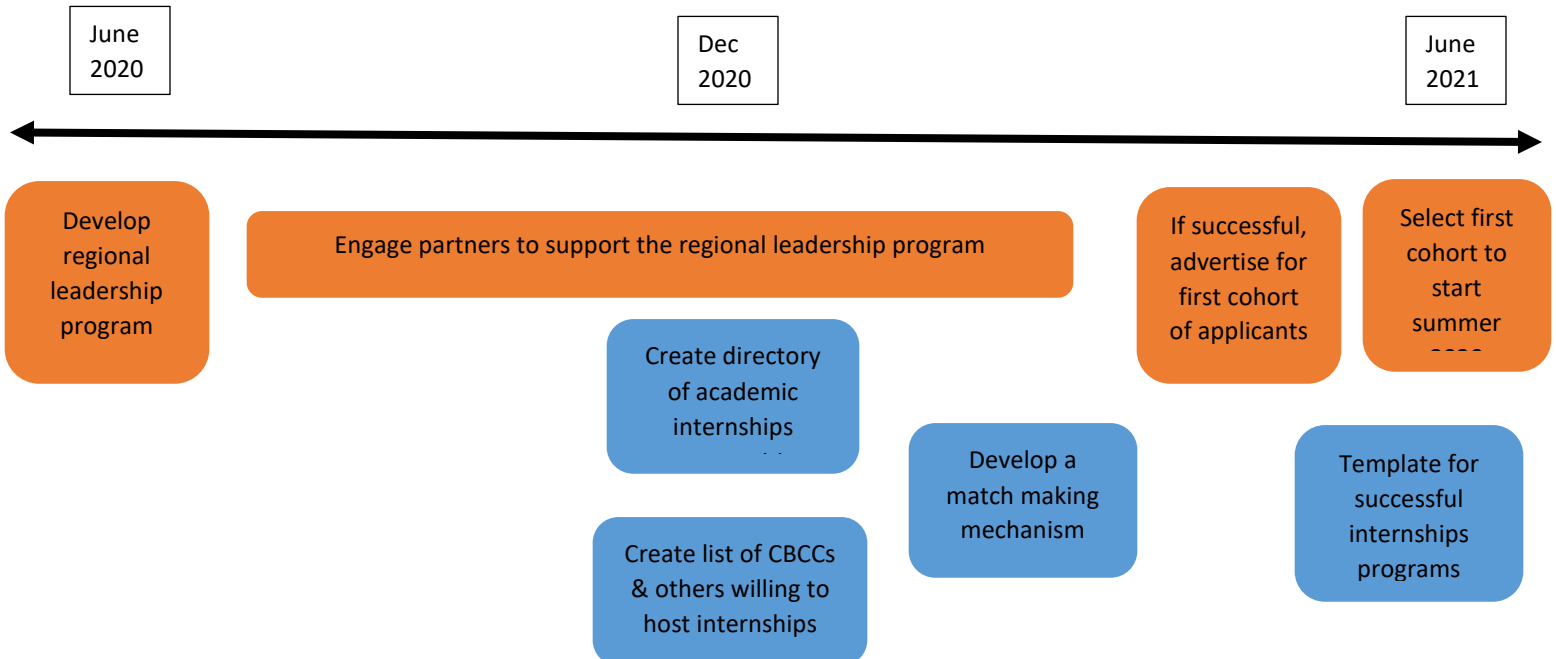 June
2020
Dec
2020
June
2021
Develop
regional
leadership
program
Engage partners to support the regional leadership program
If successful,
advertise for
first cohort
of applicants
Select first
cohort to
start
summer
Create directory
of academic
internships
Develop a
match making
mechanism
Template for
successful
internships
programs
Create list of CBCCs
& others willing to
host internships